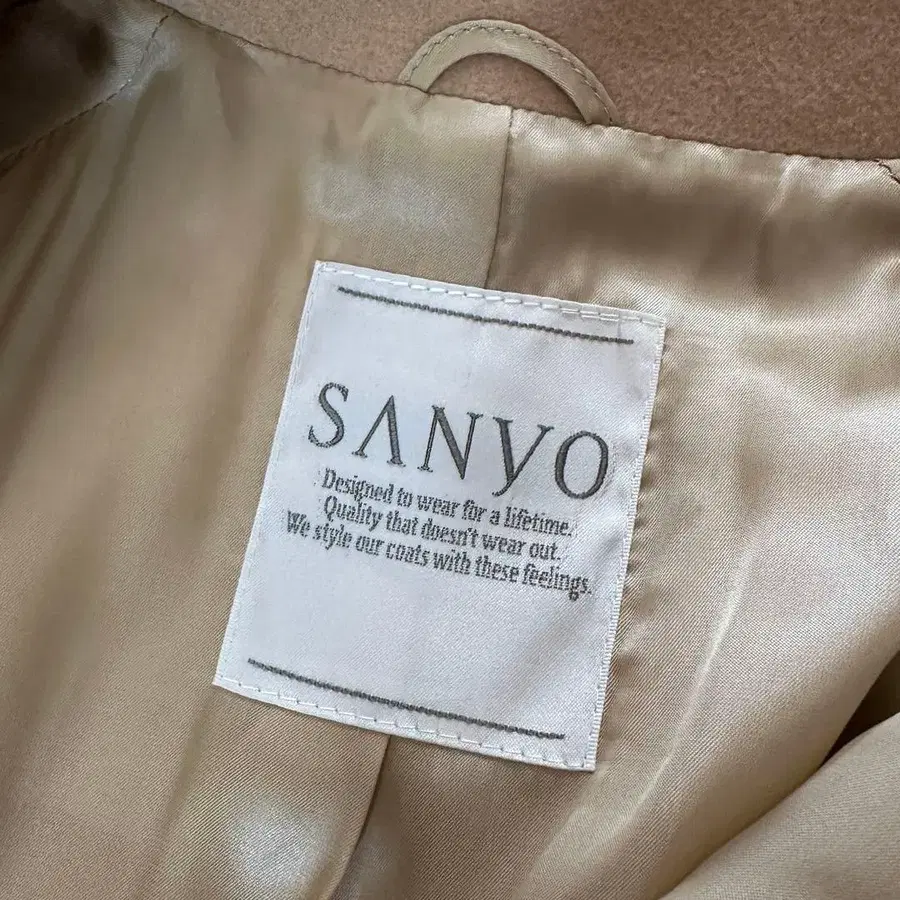 SANyO
Designed to wear for a lifetime.
Quality that doesn't wear out.
We style our coats with these feelings.